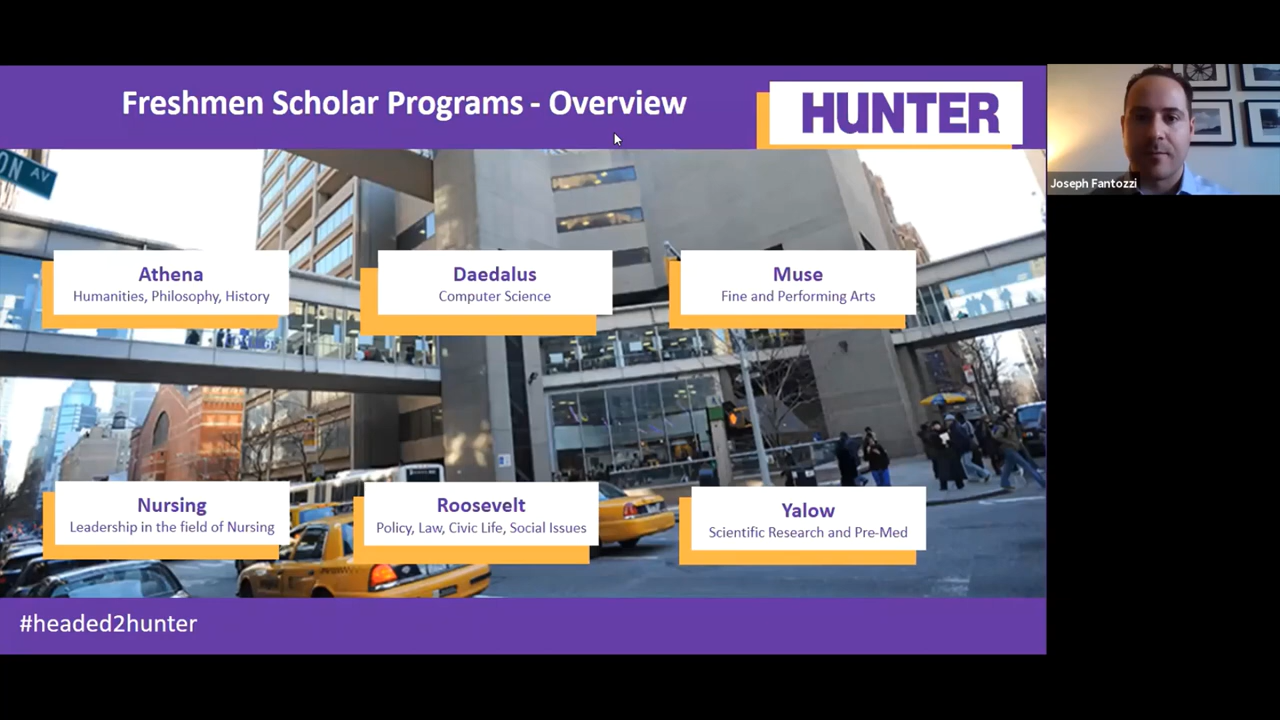 Freshmen Scholar Programs - Overview
HUNTER
Joseph Fantozzi
ON AV
Athena
Humanities, Philosophy, History
Daedalus
Computer Science
Muse
Fine and Performing Arts
Nursing
Leadership in the field of Nursing
Roosevelt
Policy, Law, Civic Life, Social Issues
Yalow
Scientific Research and Pre-Med
#headed2hunter